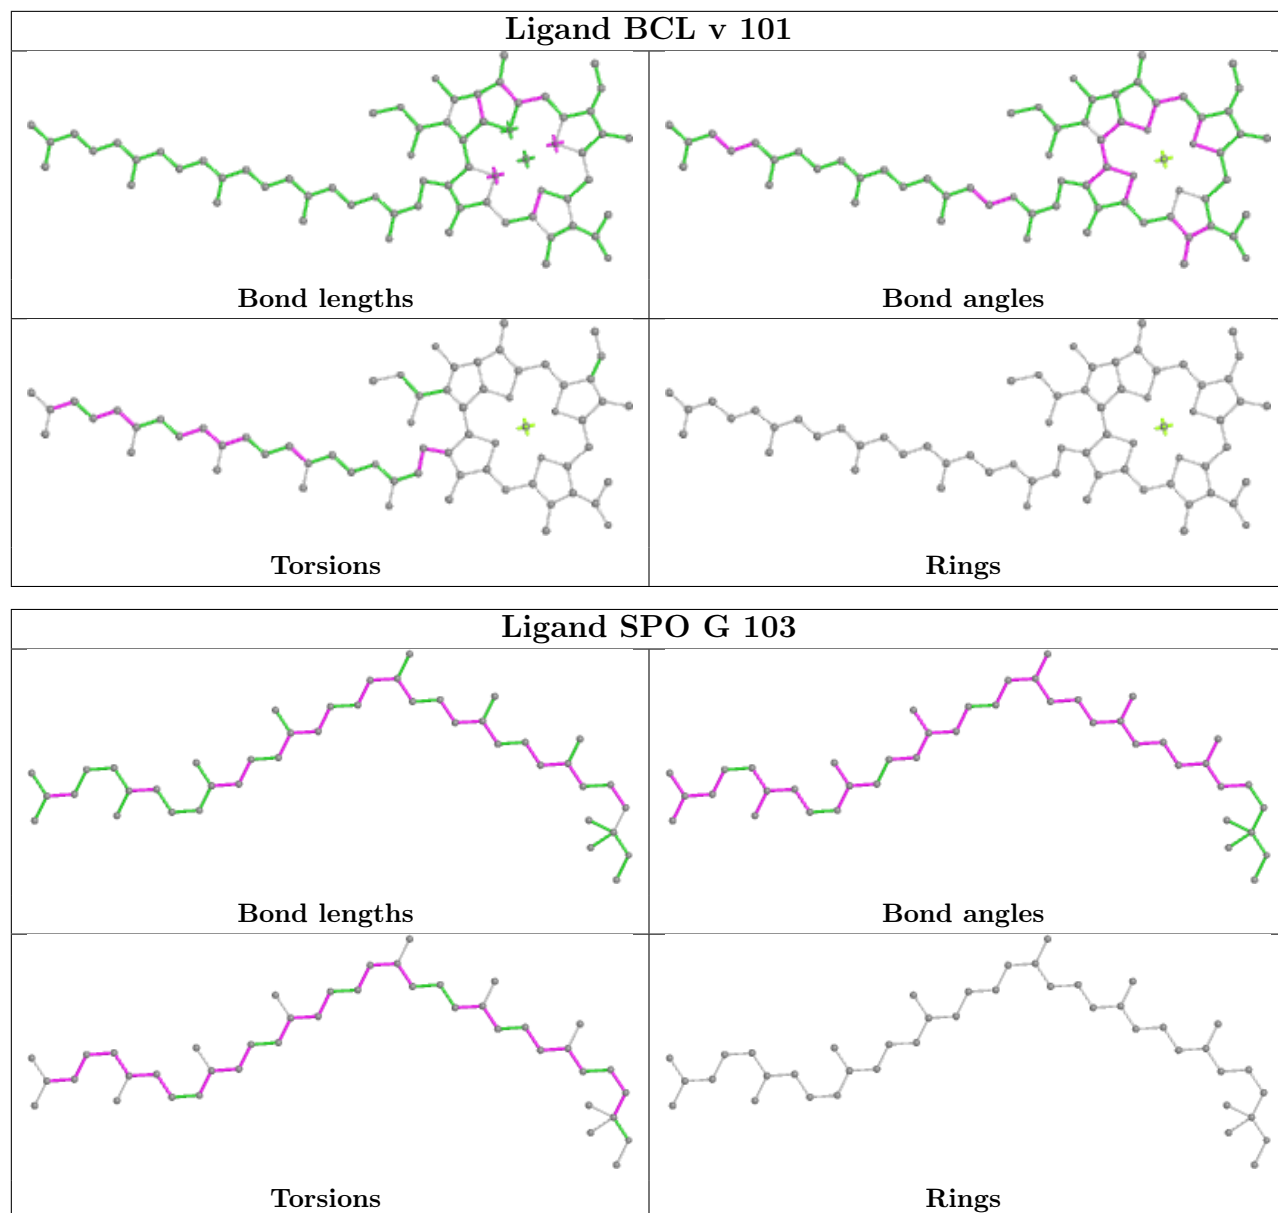 Ligand BCL v 101
Bond lengths
Bond angles
Torsions
Rings
Ligand SPO G 103
Bond lengths
Bond angles
Torsions
Rings